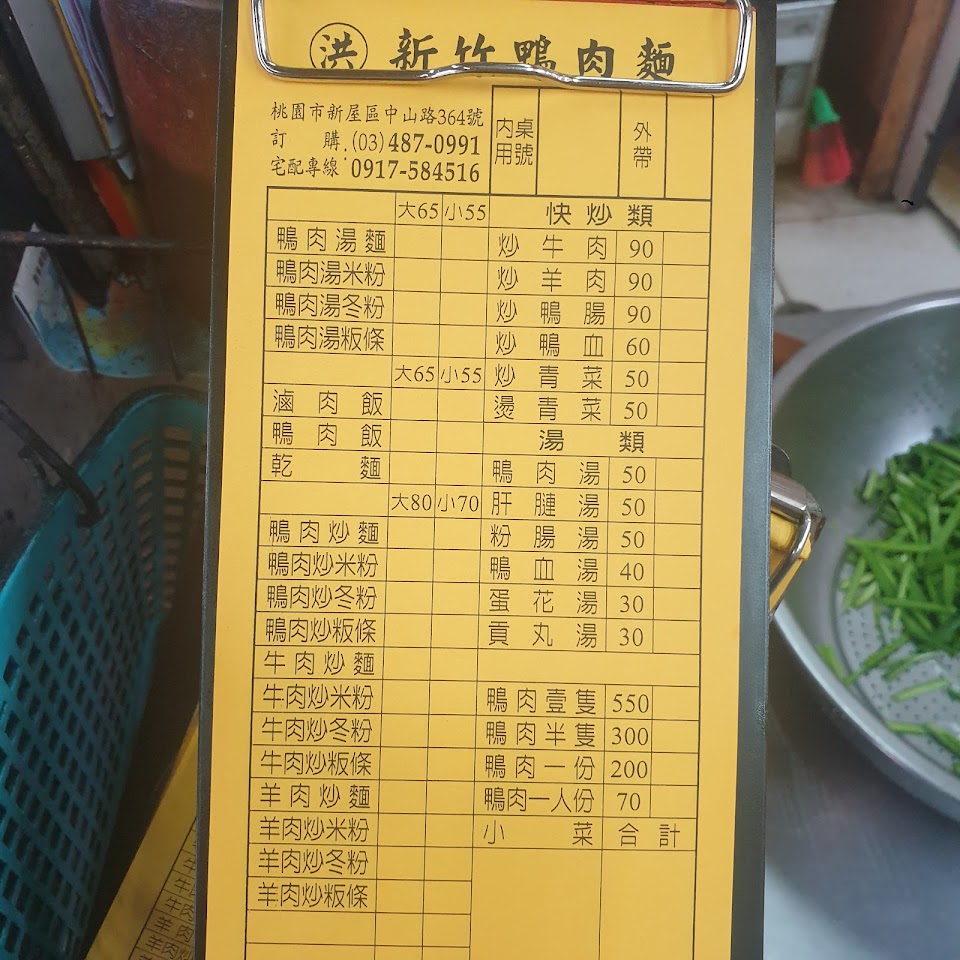 洪 新竹鴨肉麵
桃園市新屋區中山路364號
訂購:(03)487-0991
宅配專線:0917-584516
內用 桌號
外帶
大65 小55
鴨肉湯麵
鴨肉湯米粉
鴨肉湯冬粉
鴨肉湯粄條
大65 小55
滷肉飯
鴨肉飯
乾麵
大80 小70
鴨肉炒麵
鴨肉炒米粉
鴨肉炒冬粉
鴨肉炒粄條
牛肉炒麵
牛肉炒米粉
牛肉炒冬粉
牛肉炒粄條
羊肉炒麵
羊肉炒米粉
羊肉炒冬粉
羊肉炒粄條
快炒類
炒牛肉 90
炒羊肉 90
炒鴨腸 90
炒鴨血 60
炒青菜 50
燙青菜 50
湯類
鴨肉湯 50
肝腱湯 50
粉腸湯 50
鴨血湯 40
蛋花湯 30
貢丸湯 30
鴨肉壹隻 550
鴨肉半隻 300
鴨肉一份 200
鴨肉一人份 70
小菜 合計